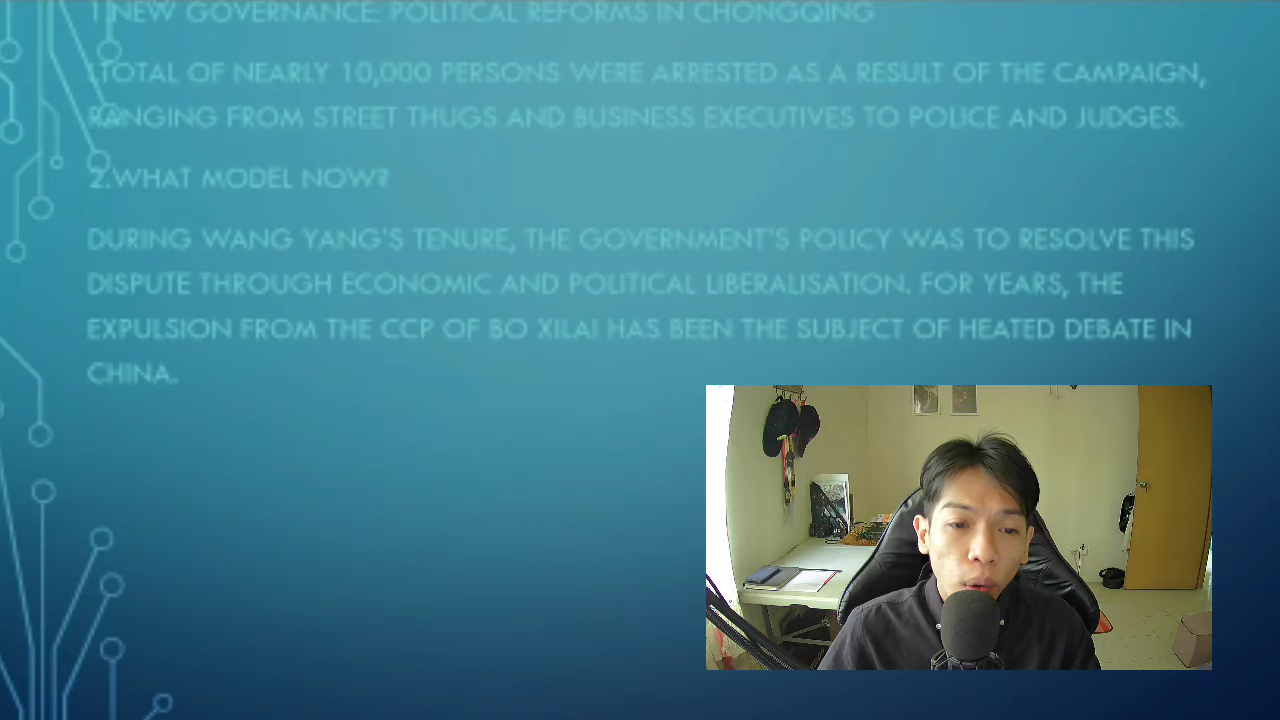 1.NEW GOVERNANCE: POLITICAL REFORMS IN CHONGQING
TOTAL OF NEARLY 10,000 PERSONS WERE ARRESTED AS A RESULT OF THE CAMPAIGN,
RANGING FROM STREET THUGS AND BUSINESS EXECUTIVES TO POLICE AND JUDGES.
2.WHAT MODEL NOW?
DURING WANG YANG'S TENURE, THE GOVERNMENT'S POLICY WAS TO RESOLVE THIS
DISPUTE THROUGH ECONOMIC AND POLITICAL LIBERALISATION. FOR YEARS, THE
EXPULSION FROM THE CCP OF BO XILAI HAS BEEN THE SUBJECT OF HEATED DEBATE IN
CHINA.